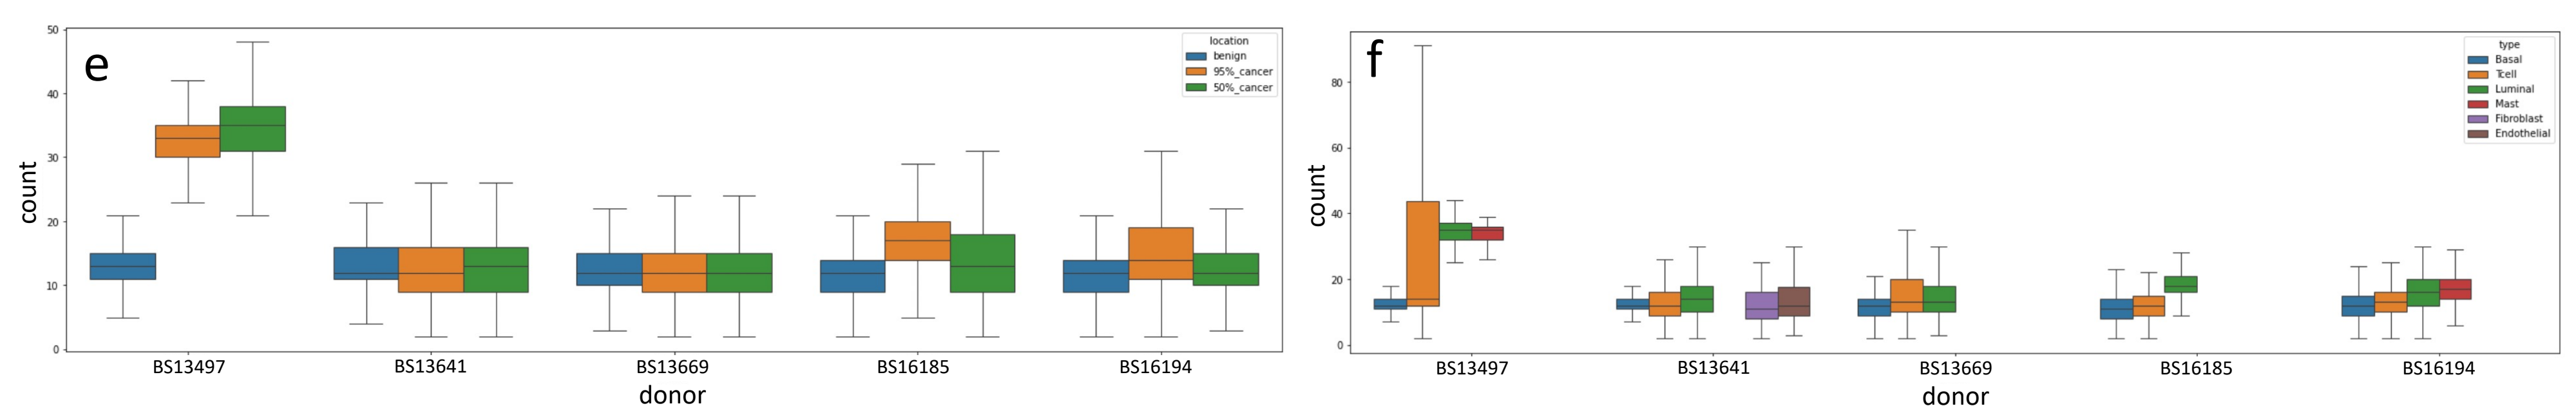 e
50
40
30
20
10
0
count
location
benign
95%_cancer
50%_cancer
BS13497 BS13641 BS13669 BS16185 BS16194
donor
f
80
60
40
20
0
count
type
Basal
Tcell
Luminal
Mast
Fibroblast
Endothelial
BS13497 BS13641 BS13669 BS16185 BS16194
donor